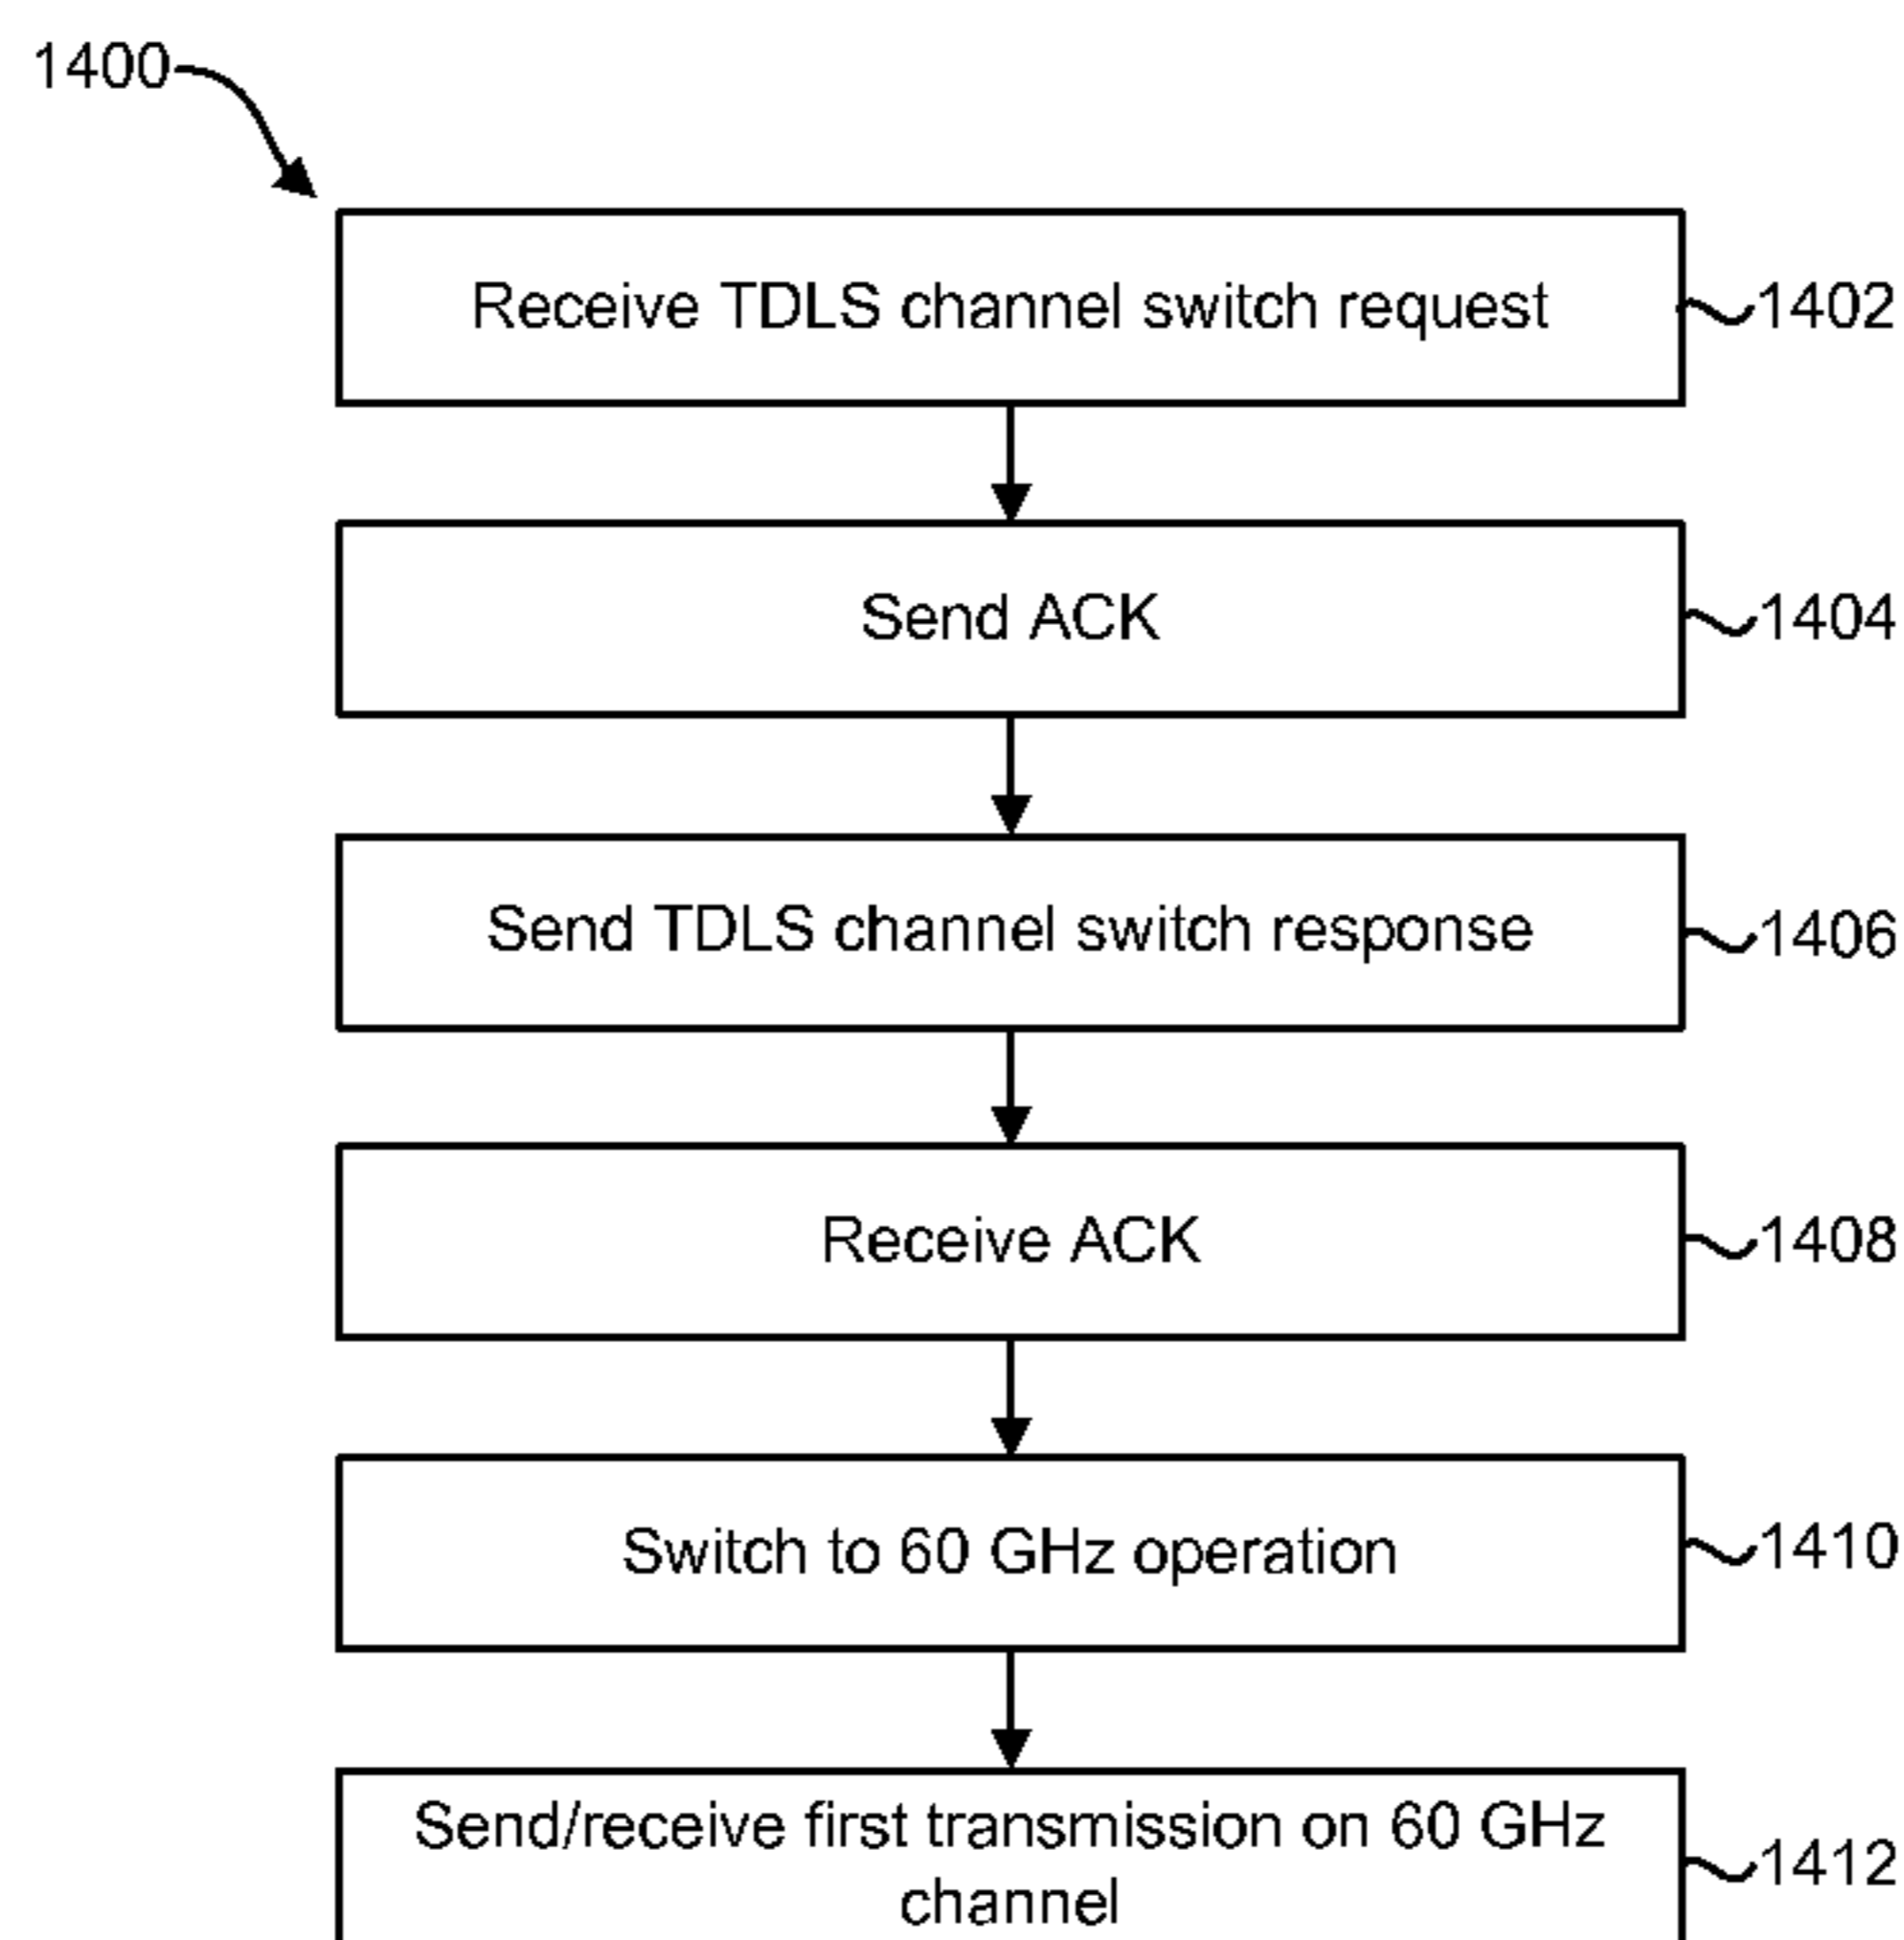 1400
Receive TDLS channel switch request
1402
Send ACK
1404
Send TDLS channel switch response
1406
Receive ACK
1408
Switch to 60 GHz operation
1410
Send/receive first transmission on 60 GHz
channel
1412